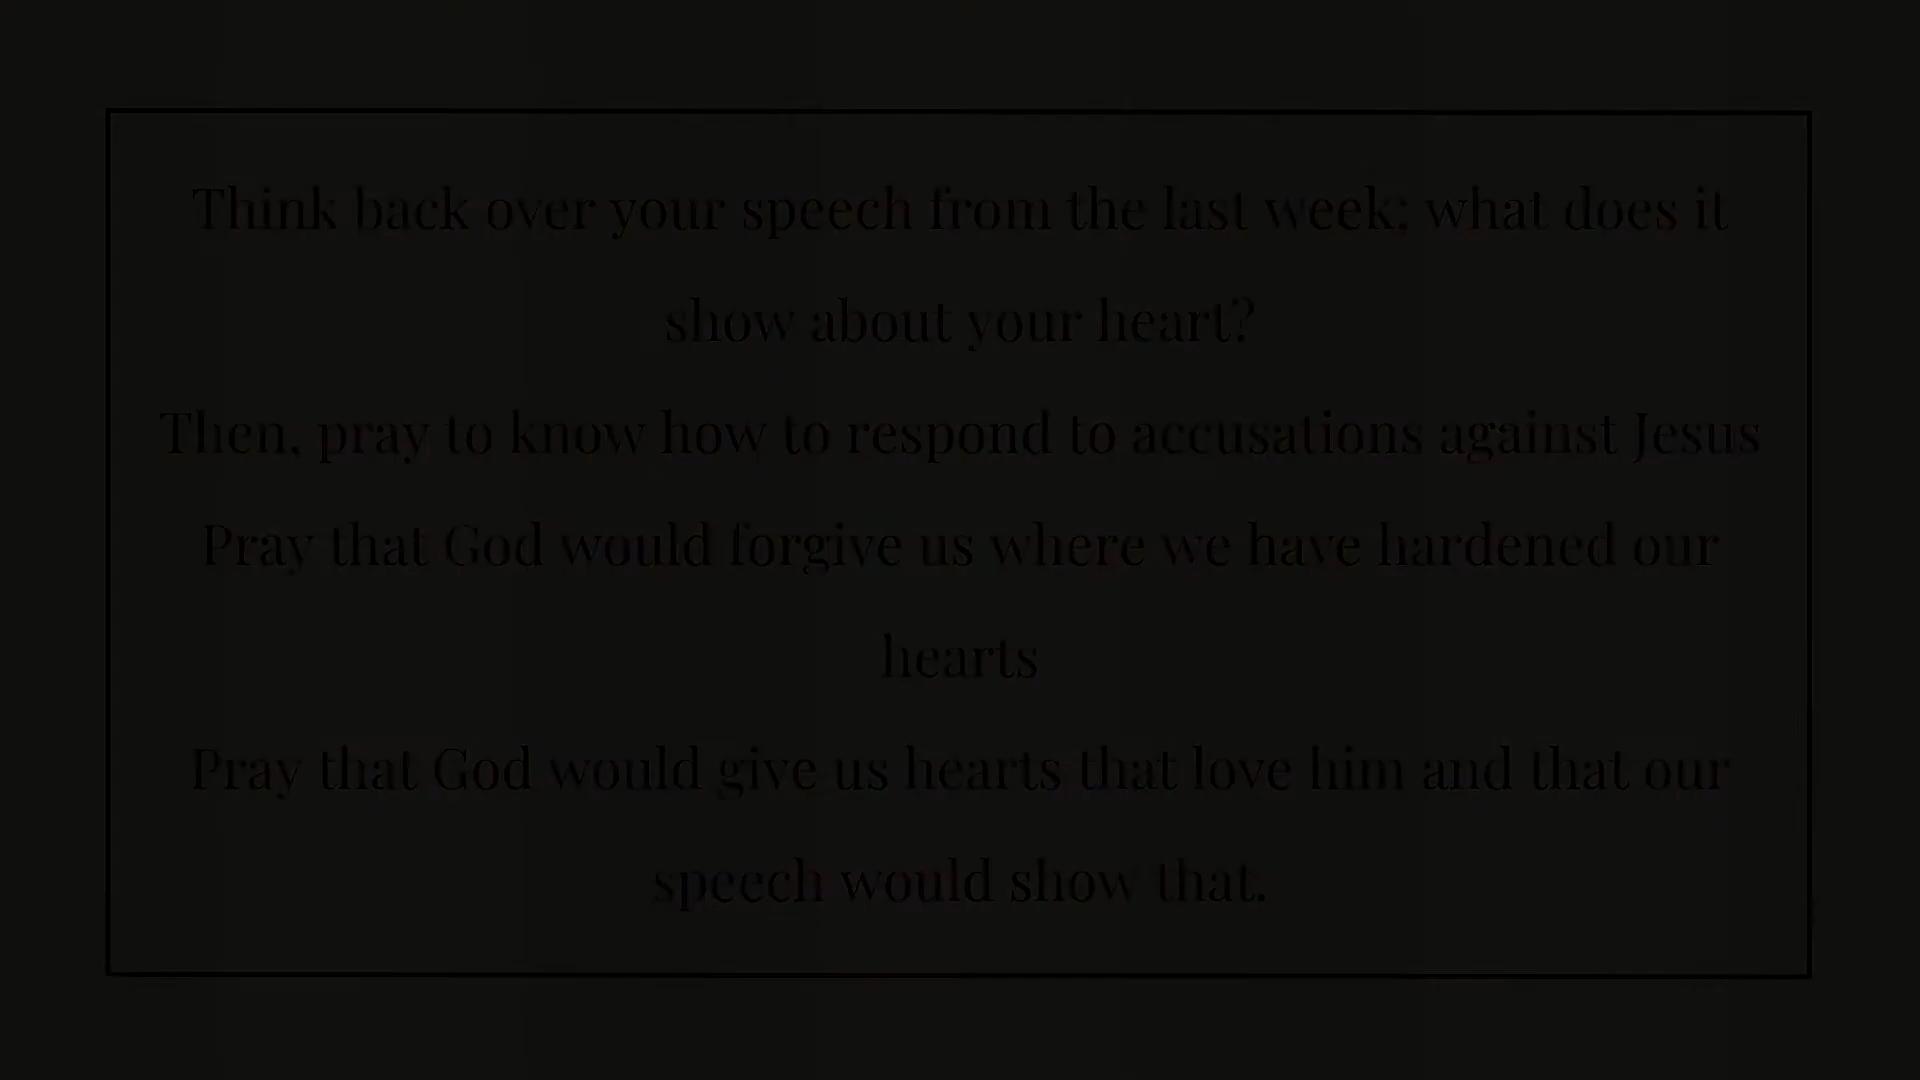 Think back over your speech from the last week; what does it
show about your heart?
Then, pray to know how to respond to accusations against Jesus
Pray that God would forgive us where we have hardened our
hearts
Pray that God would give us hearts that love him and that our
speech would show that.